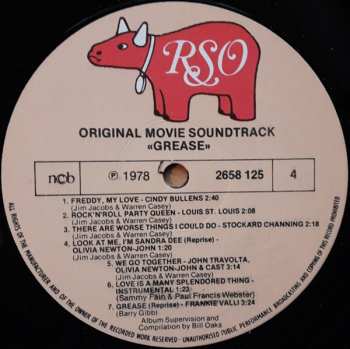 RSO
ORIGINAL MOVIE SOUNDTRACK
«GREASE»
ncb
℗ 1978
2658 125
4
1. FREDDY, MY LOVE - CINDY BULLENS 2:40
(Jim Jacobs & Warren Casey)
2. ROCK'N'ROLL PARTY QUEEN - LOUIS ST. LOUIS 2:08
(Jim Jacobs & Warren Casey)
3. THERE ARE WORSE THINGS I COULD DO - STOCKARD CHANNING 2:18
(Jim Jacobs & Warren Casey)
4. LOOK AT ME, I'M SANDRA DEE (Reprise) -
OLIVIA NEWTON-JOHN 1:20
(Jim Jacobs & Warren Casey)
5. WE GO TOGETHER - JOHN TRAVOLTA,
OLIVIA NEWTON-JOHN & CAST 3:14
(Jim Jacobs & Warren Casey)
6. LOVE IS A MANY SPLENDORED THING -
INSTRUMENTAL 2:23
(Sammy Fain & Paul Francis Webster)
7. GREASE (Reprise) - FRANKIE VALLI 3:24
(Barry Gibb)
Album Supervision and
Compilation by Bill Oaks
ALL RIGHTS OF THE MANUFACTURER AND OF THE OWNER OF THE RECORDED WORK RESERVED - UNAUTHORISED PUBLIC PERFORMANCE BROADCASTING AND COPYING OF THIS RECORD PROHIBITED